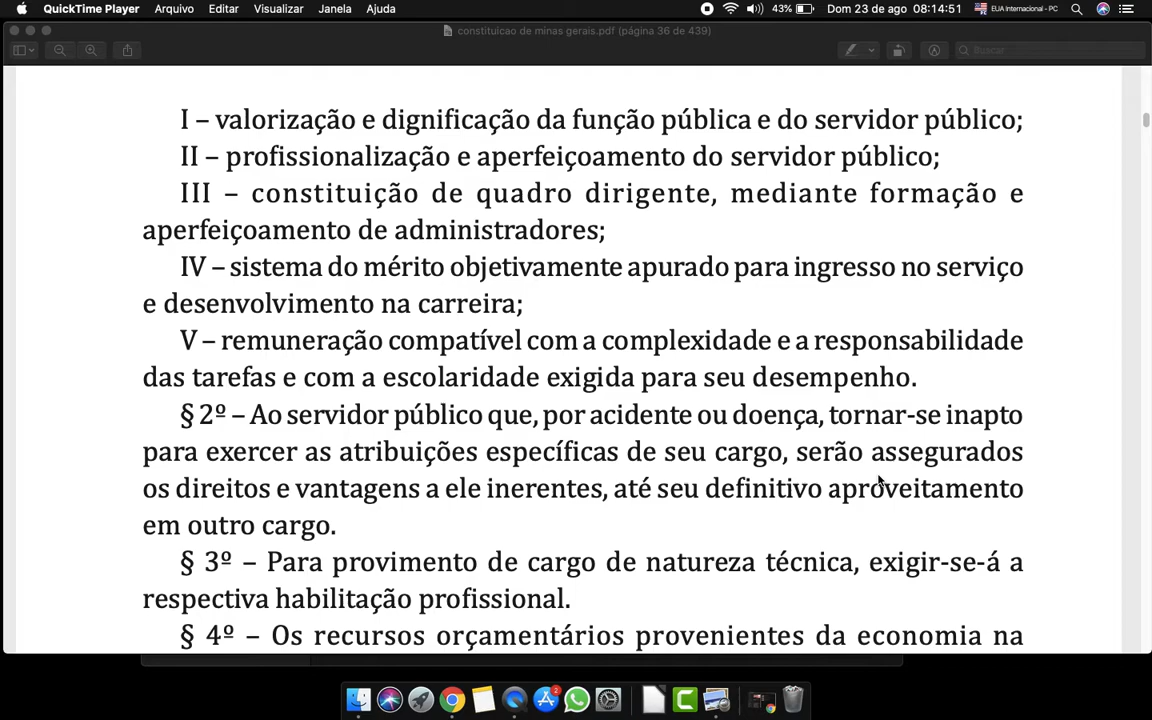 QuickTime Player Arquivo Editar Visualizar Janela Ajuda 43% Dom 23 de ago 08:14:51 EUA Internacional - PC
constituicao de minas gerais.pdf (página 36 de 439)
Buscar
I – valorização e dignificação da função pública e do servidor público;
II – profissionalização e aperfeiçoamento do servidor público;
III – constituição de quadro dirigente, mediante formação e
aperfeiçoamento de administradores;
IV – sistema do mérito objetivamente apurado para ingresso no serviço
e desenvolvimento na carreira;
V – remuneração compatível com a complexidade e a responsabilidade
das tarefas e com a escolaridade exigida para seu desempenho.
§ 2º – Ao servidor público que, por acidente ou doença, tornar-se inapto
para exercer as atribuições específicas de seu cargo, serão assegurados
os direitos e vantagens a ele inerentes, até seu definitivo aproveitamento
em outro cargo.
§ 3º – Para provimento de cargo de natureza técnica, exigir-se-á a
respectiva habilitação profissional.
§ 4º – Os recursos orçamentários provenientes da economia na
2